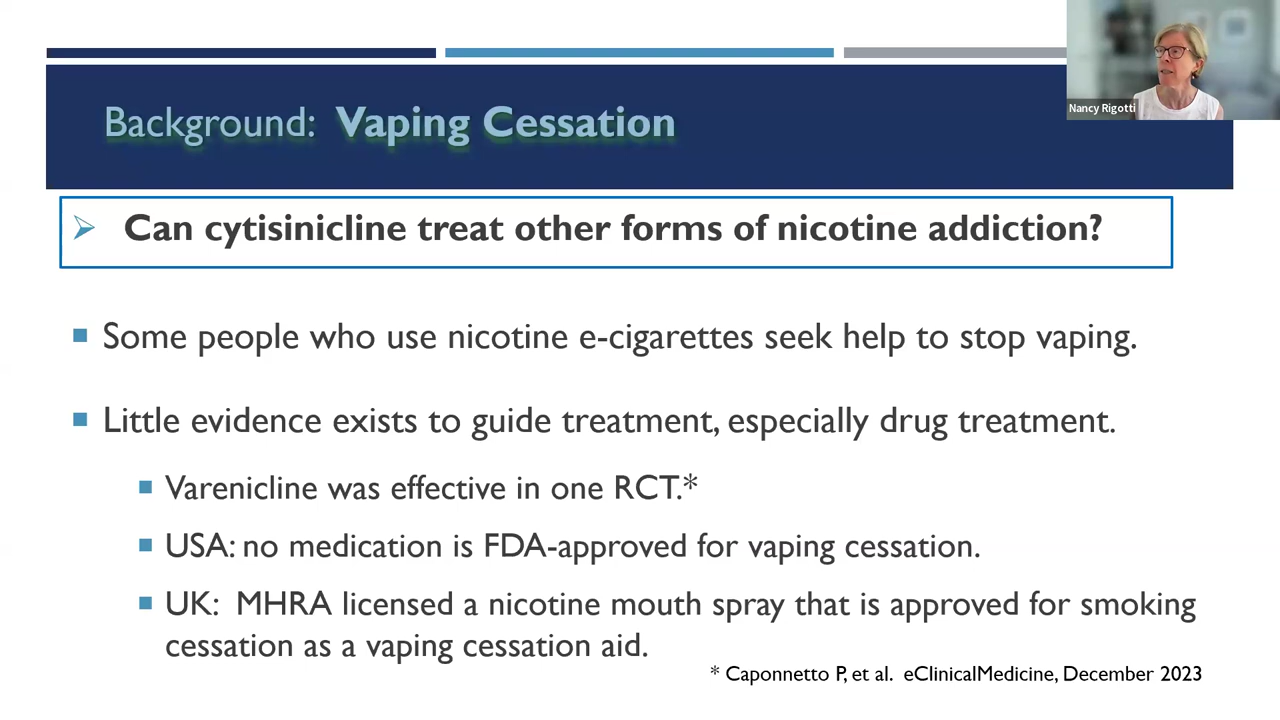 Nancy Rigotti
Background: Vaping Cessation
Can cytisinicline treat other forms of nicotine addiction?
Some people who use nicotine e-cigarettes seek help to stop vaping.
Little evidence exists to guide treatment, especially drug treatment.
Varenicline was effective in one RCT.*
USA: no medication is FDA-approved for vaping cessation.
UK: MHRA licensed a nicotine mouth spray that is approved for smoking
cessation as a vaping cessation aid.
* Caponnetto P, et al. eClinicalMedicine, December 2023